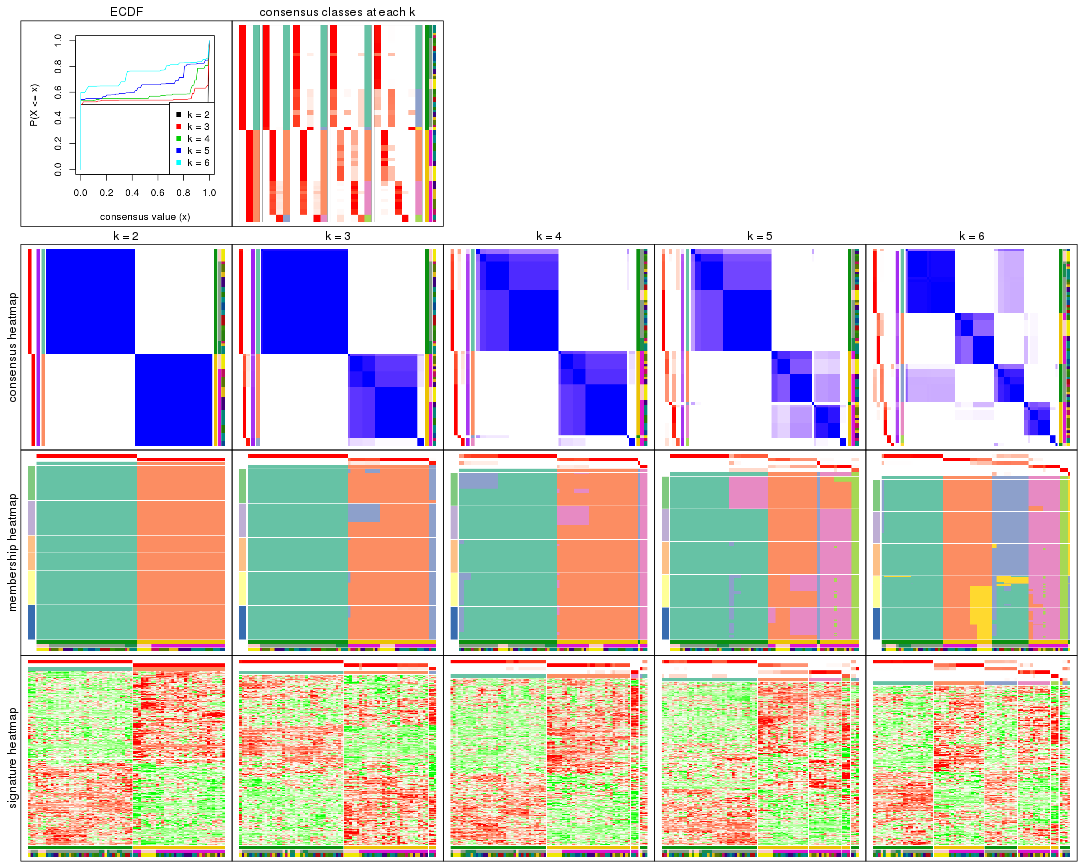 ECDF
consensus classes at each k
P(X <= x)
0.0
0.2
0.4
0.6
0.8
1.0
k = 2
k = 3
k = 4
k = 5
k = 6
0.0 0.2 0.4 0.6 0.8 1.0
consensus value (x)
k = 2
k = 3
k = 4
k = 5
k = 6
consensus heatmap
membership heatmap
signature heatmap